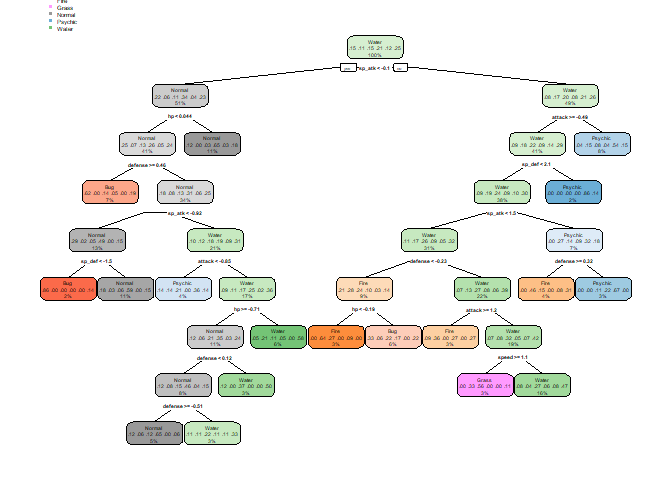 Fire
Grass
Normal
Psychic
Water
Water
.15 .11 .15 .21 .12 .25
100%
sp_atk < -0.1
Normal
.22 .06 .11 .34 .04 .23
51%
Water
.08 .17 .20 .08 .21 .26
49%
hp < 0.844
attack >= -0.49
Normal
.25 .07 .13 .26 .05 .24
41%
Normal
.12 .00 .03 .65 .03 .18
11%
Water
.09 .18 .22 .09 .14 .29
41%
Psychic
.04 .15 .08 .04 .54 .15
8%
defense >= 0.46
sp_def < 2.1
Bug
.62 .00 .14 .05 .00 .19
7%
Normal
.18 .08 .13 .31 .06 .25
34%
Water
.09 .19 .24 .09 .10 .30
38%
Psychic
.00 .00 .00 .00 .86 .14
2%
sp_atk < -0.92
sp_atk < 1.5
Normal
.29 .02 .05 .49 .00 .15
13%
Water
.10 .12 .18 .19 .09 .31
21%
Water
.11 .17 .26 .09 .05 .32
31%
Psychic
.00 .27 .14 .09 .32 .18
7%
sp_def < -1.5
attack < -0.85
defense < -0.23
defense >= 0.32
Bug
.86 .00 .00 .00 .00 .14
2%
Normal
.18 .03 .06 .59 .00 .15
11%
Psychic
.14 .14 .21 .00 .36 .14
4%
Water
.09 .11 .17 .25 .02 .36
17%
Fire
.21 .28 .24 .10 .03 .14
9%
Water
.07 .13 .27 .08 .06 .39
22%
Fire
.00 .46 .15 .00 .08 .31
4%
Psychic
.00 .00 .11 .22 .67 .00
3%
hp >= -0.71
hp < -0.19
attack >= 1.2
Normal
.12 .06 .21 .35 .03 .24
11%
Water
.05 .21 .11 .05 .00 .58
6%
Fire
.00 .64 .27 .00 .09 .00
3%
Bug
.33 .06 .22 .17 .00 .22
6%
Fire
.09 .36 .00 .27 .00 .27
3%
Water
.07 .08 .32 .05 .07 .42
19%
defense < 0.12
speed >= 1.1
Normal
.12 .08 .15 .46 .04 .15
8%
Water
.12 .00 .37 .00 .00 .50
3%
Grass
.00 .33 .56 .00 .00 .11
3%
Water
.08 .04 .27 .06 .08 .47
16%
defense >= -0.51
Normal
.12 .06 .12 .65 .00 .06
5%
Water
.11 .11 .22 .11 .11 .33
3%